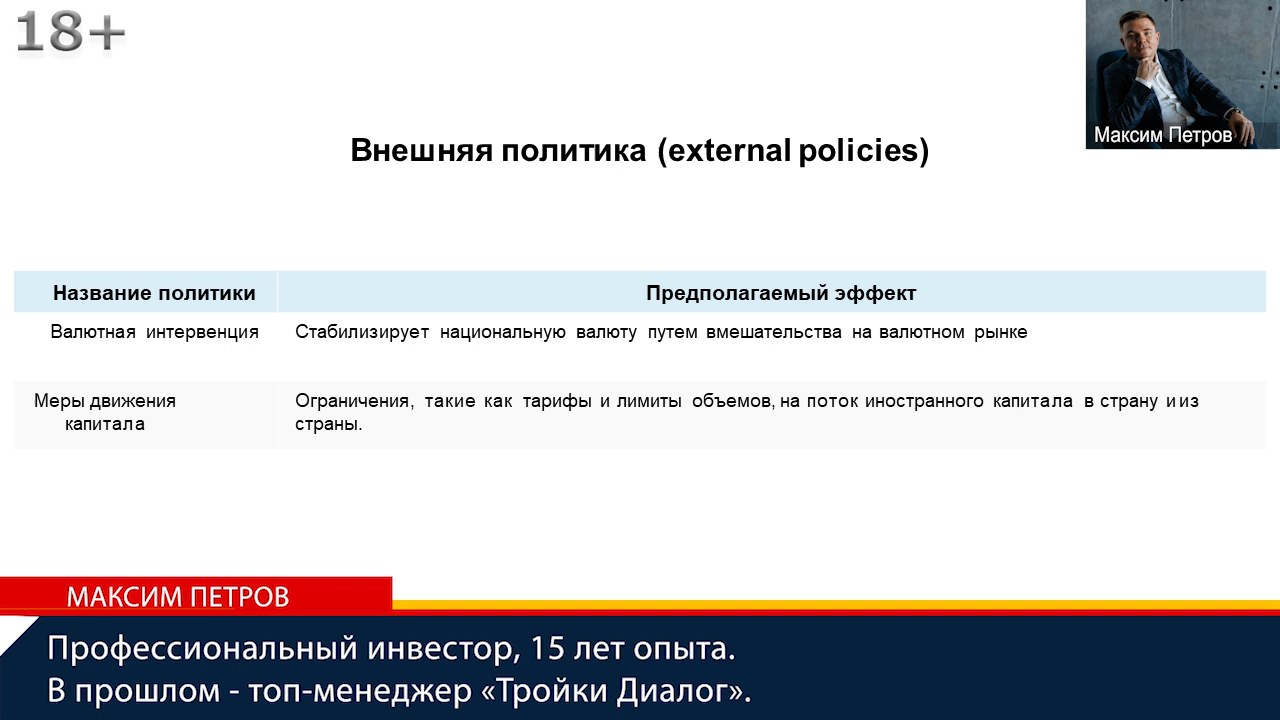 18+
Максим Петров
Внешняя политика (external policies)
Название политики
Предполагаемый эффект
Валютная интервенция
Стабилизирует национальную валюту путем вмешательства на валютном рынке
Меры движения
капитала
Ограничения, такие как тарифы и лимиты объемов, на поток иностранного капитала в страну и из
страны.
МАКСИМ ПЕТРОВ
Профессиональный инвестор, 15 лет опыта.
В прошлом - топ-менеджер «Тройки Диалог».